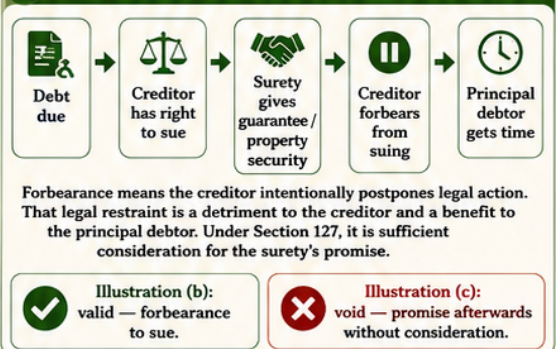 Debt
due
Creditor
has right
to sue
Surety
gives
guarantee /
property
security
Creditor
forbears
from
suing
Principal
debtor
gets time
Forbearance means the creditor intentionally postpones legal action.
That legal restraint is a detriment to the creditor and a benefit to
the principal debtor. Under Section 127, it is sufficient
consideration for the surety's promise.
Illustration (b):
valid — forbearance
to sue.
Illustration (c):
void — promise afterwards
without consideration.